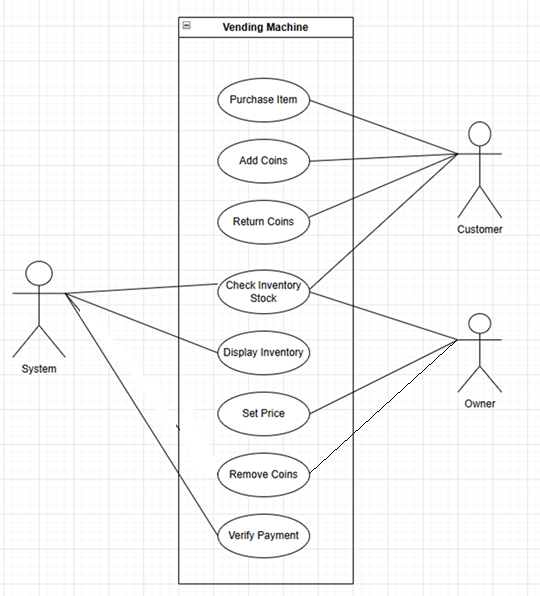 Vending Machine
Purchase Item
Add Coins
Return Coins
Customer
Check Inventory
Stock
System
Display Inventory
Owner
Set Price
Remove Coins
Verify Payment